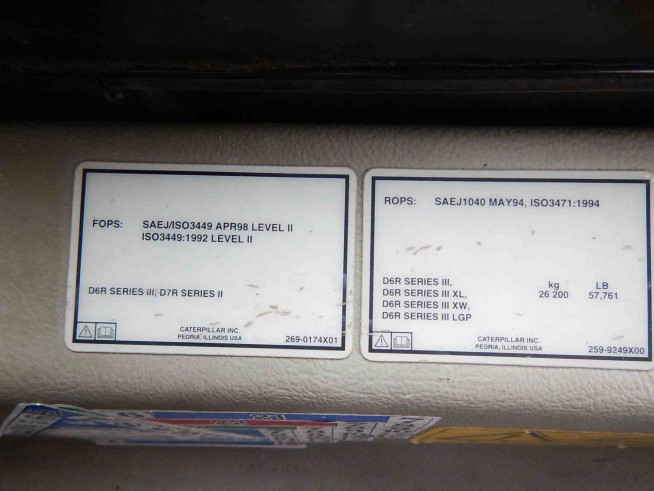 FOPS: SAEJ/ISO3449 APR98 LEVEL II
ISO3449:1992 LEVEL II
D6R SERIES III, D7R SERIES II
CATERPILLAR INC.
PEORIA, ILLINOIS USA
269-0174X01
ROPS: SAEJ1040 MAY94, ISO3471:1994
D6R SERIES III, kg LB
D6R SERIES III XL, 26 200 57,761
D6R SERIES III XW,
D6R SERIES III LGP
CATERPILLAR INC.
PEORIA, ILLINOIS USA
259-9249X00